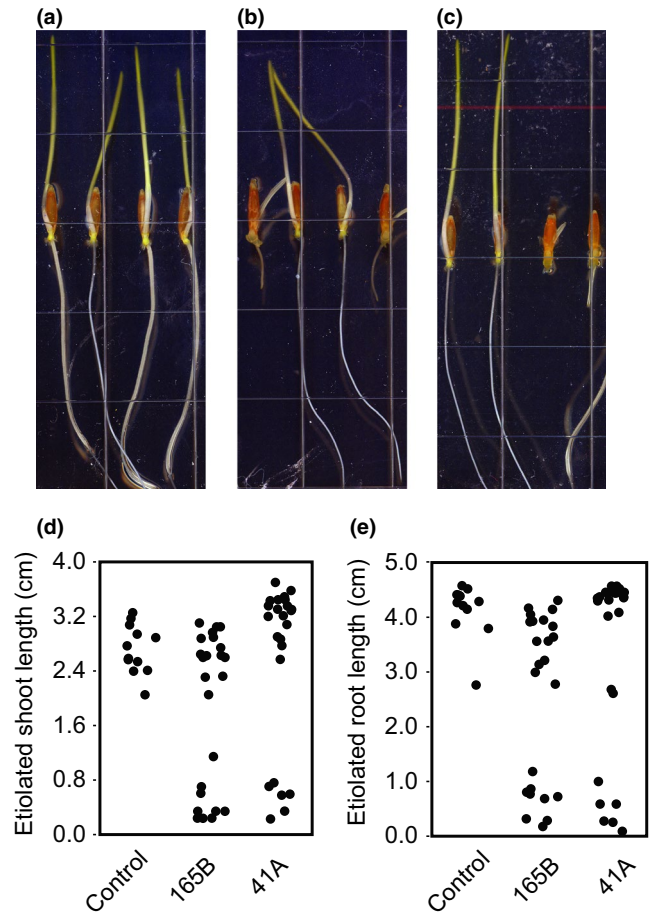 (a)
(b)
(c)
(d)
(e)
Etiolated shoot length (cm)
4.0
3.2
2.4
1.6
0.8
0.0
Control
165B
41A
Etiolated root length (cm)
5.0
4.0
3.0
2.0
1.0
0.0
Control
165B
41A